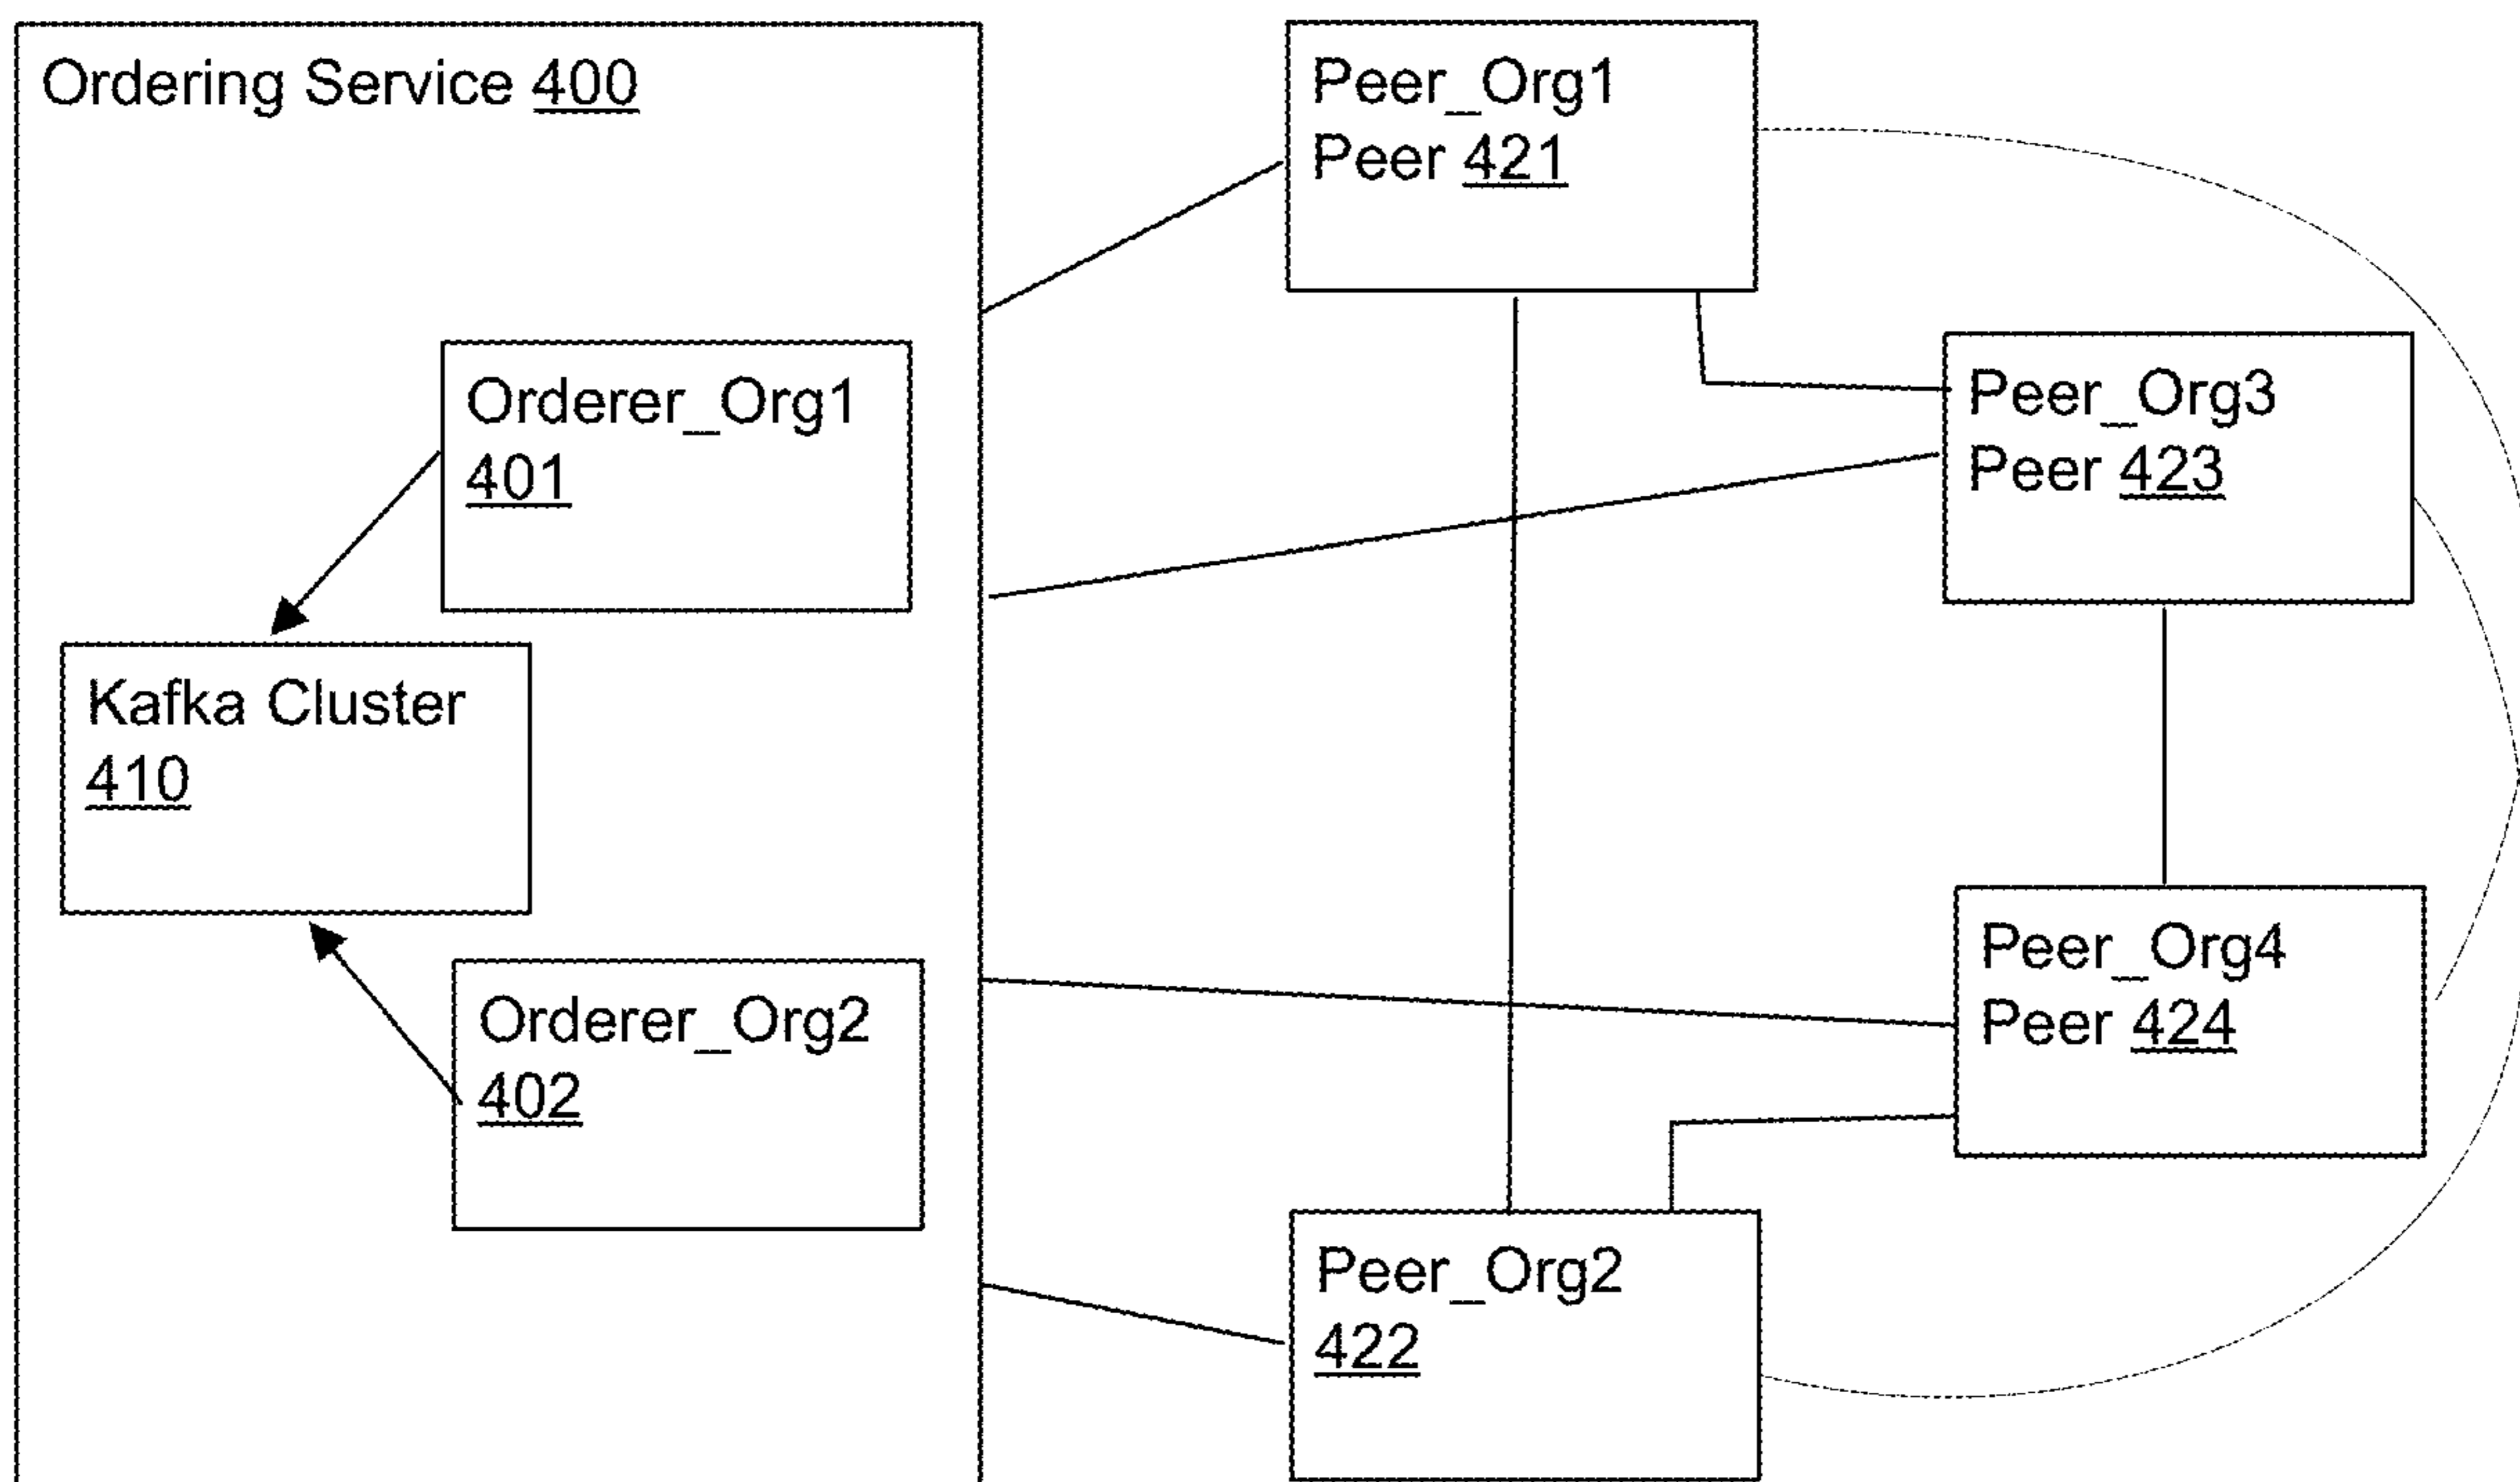 Ordering Service 400
Peer_Org1
Peer 421
Orderer_Org1
401
Peer_Org3
Peer 423
Kafka Cluster
410
Peer_Org4
Peer 424
Orderer_Org2
402
Peer_Org2
422